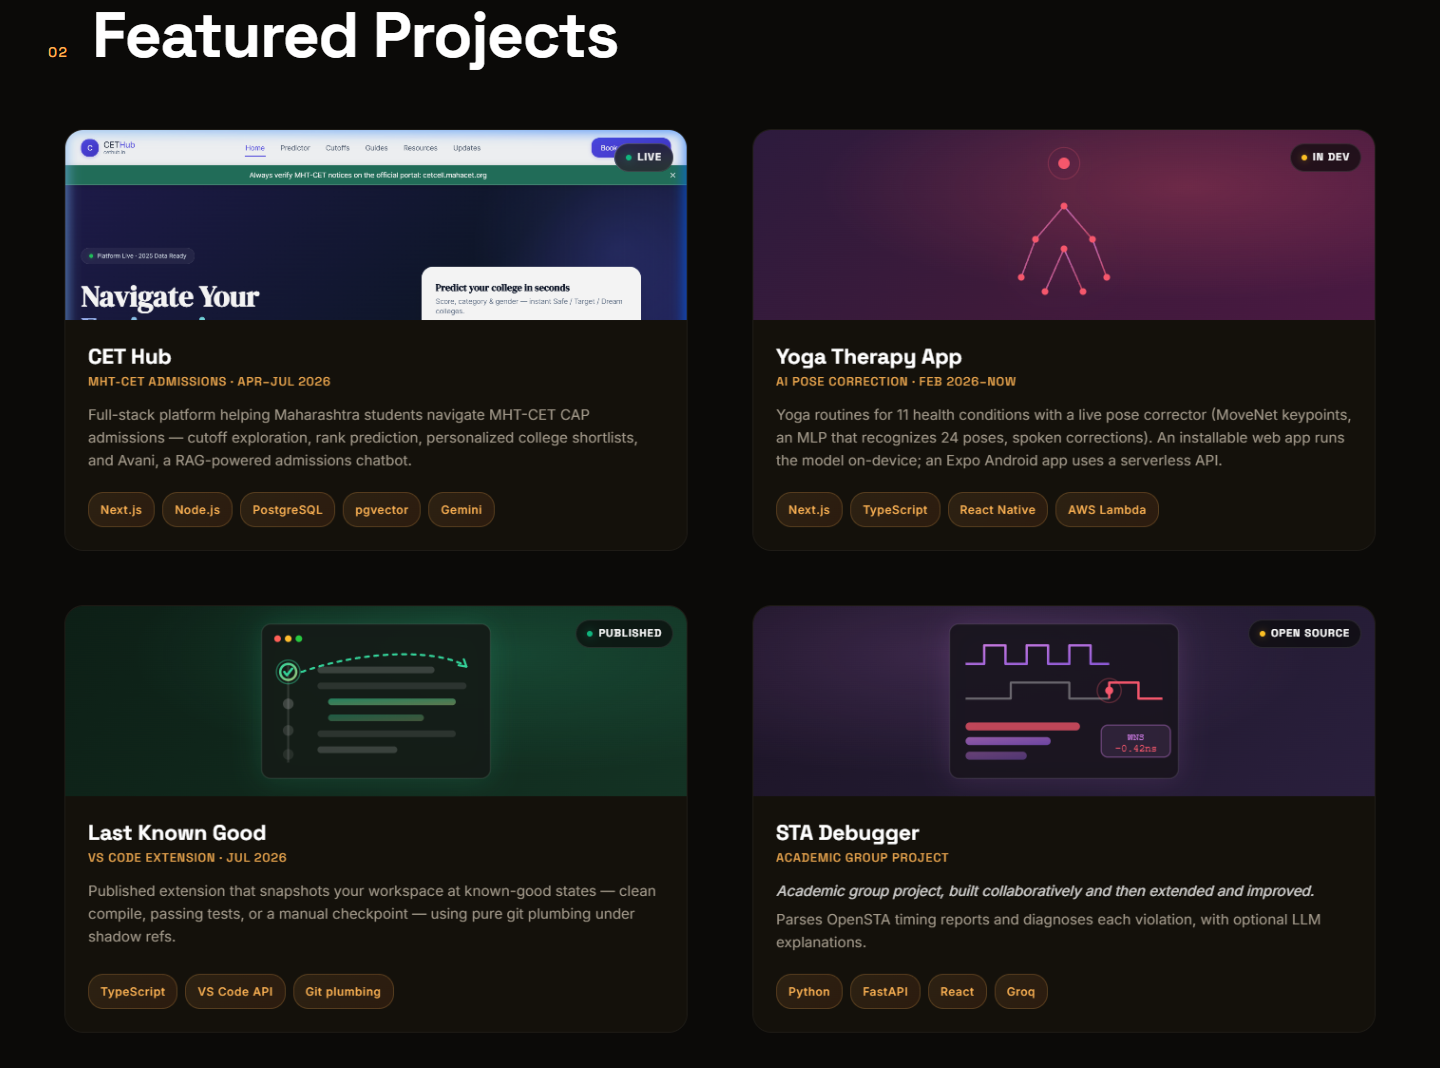 02 Featured Projects
CETHub
cethub.in
Home Predictor Cutoffs Guides Resources Updates
LIVE
Always verify MHT-CET notices on the official portal: cetcell.mahacet.org ×
Platform Live · 2025 Data Ready
Navigate Your
Predict your college in seconds
Score, category & gender — instant Safe / Target / Dream
colleges.
CET Hub
MHT-CET ADMISSIONS · APR–JUL 2026
Full-stack platform helping Maharashtra students navigate MHT-CET CAP
admissions — cutoff exploration, rank prediction, personalized college shortlists,
and Avani, a RAG-powered admissions chatbot.
Next.js Node.js PostgreSQL pgvector Gemini
IN DEV
Yoga Therapy App
AI POSE CORRECTION · FEB 2026–NOW
Yoga routines for 11 health conditions with a live pose corrector (MoveNet keypoints,
an MLP that recognizes 24 poses, spoken corrections). An installable web app runs
the model on-device; an Expo Android app uses a serverless API.
Next.js TypeScript React Native AWS Lambda
PUBLISHED
Last Known Good
VS CODE EXTENSION · JUL 2026
Published extension that snapshots your workspace at known-good states — clean
compile, passing tests, or a manual checkpoint — using pure git plumbing under
shadow refs.
TypeScript VS Code API Git plumbing
OPEN SOURCE
WNS
-0.42ns
STA Debugger
ACADEMIC GROUP PROJECT
Academic group project, built collaboratively and then extended and improved.
Parses OpenSTA timing reports and diagnoses each violation, with optional LLM
explanations.
Python FastAPI React Groq